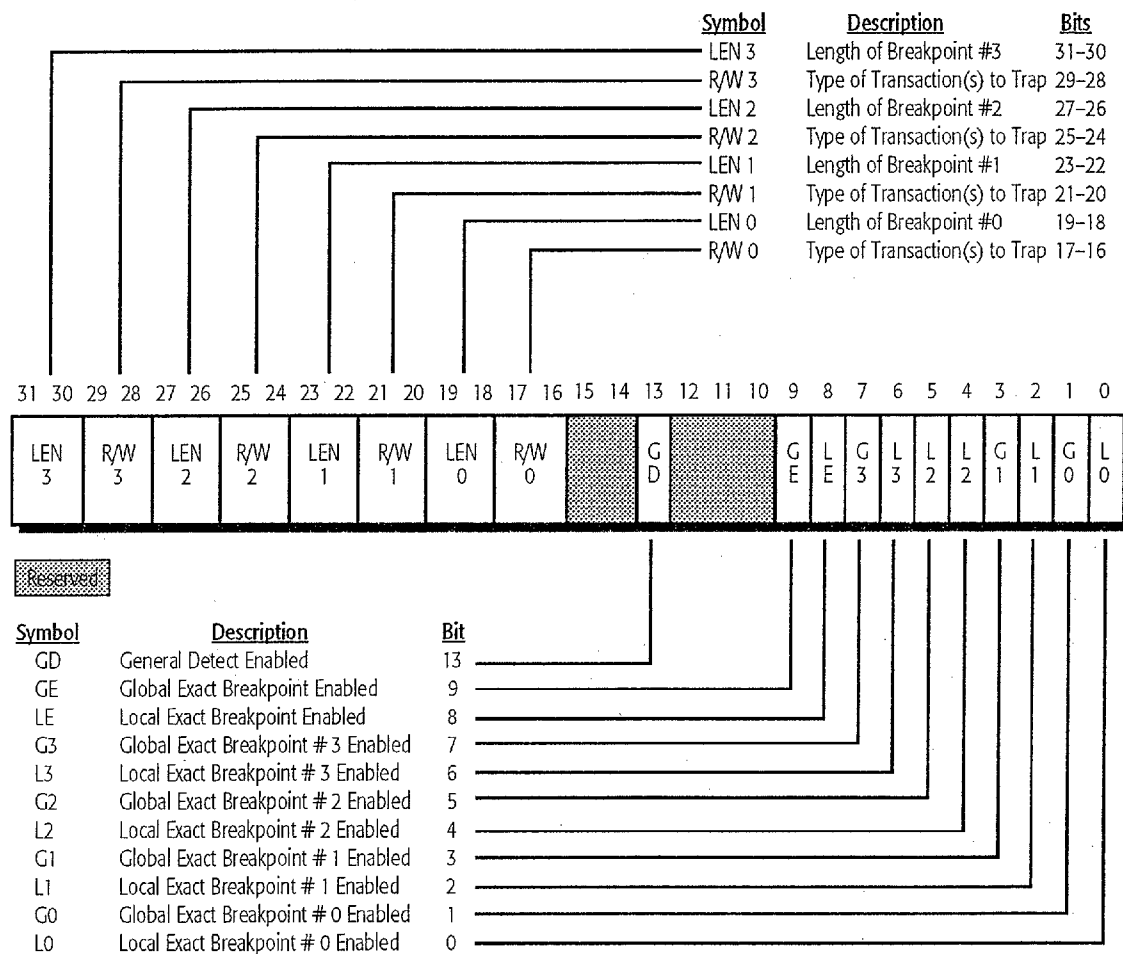 Symbol Description Bits
LEN 3 Length of Breakpoint #3 31–30
R/W 3 Type of Transaction(s) to Trap 29–28
LEN 2 Length of Breakpoint #2 27–26
R/W 2 Type of Transaction(s) to Trap 25–24
LEN 1 Length of Breakpoint #1 23–22
R/W 1 Type of Transaction(s) to Trap 21–20
LEN 0 Length of Breakpoint #0 19–18
R/W 0 Type of Transaction(s) to Trap 17–16
31 30 29 28 27 26 25 24 23 22 21 20 19 18 17 16 15 14 13 12 11 10 9 8 7 6 5 4 3 2 1 0
LEN R/W LEN R/W LEN R/W LEN R/W G G L G L L L G L G L
3 3 2 2 1 1 0 0 D E E 3 3 2 2 1 1 0 0
Reserved
Symbol Description Bit
GD General Detect Enabled 13
GE Global Exact Breakpoint Enabled 9
LE Local Exact Breakpoint Enabled 8
G3 Global Exact Breakpoint # 3 Enabled 7
L3 Local Exact Breakpoint # 3 Enabled 6
G2 Global Exact Breakpoint # 2 Enabled 5
L2 Local Exact Breakpoint # 2 Enabled 4
G1 Global Exact Breakpoint # 1 Enabled 3
L1 Local Exact Breakpoint # 1 Enabled 2
G0 Global Exact Breakpoint # 0 Enabled 1
L0 Local Exact Breakpoint # 0 Enabled 0